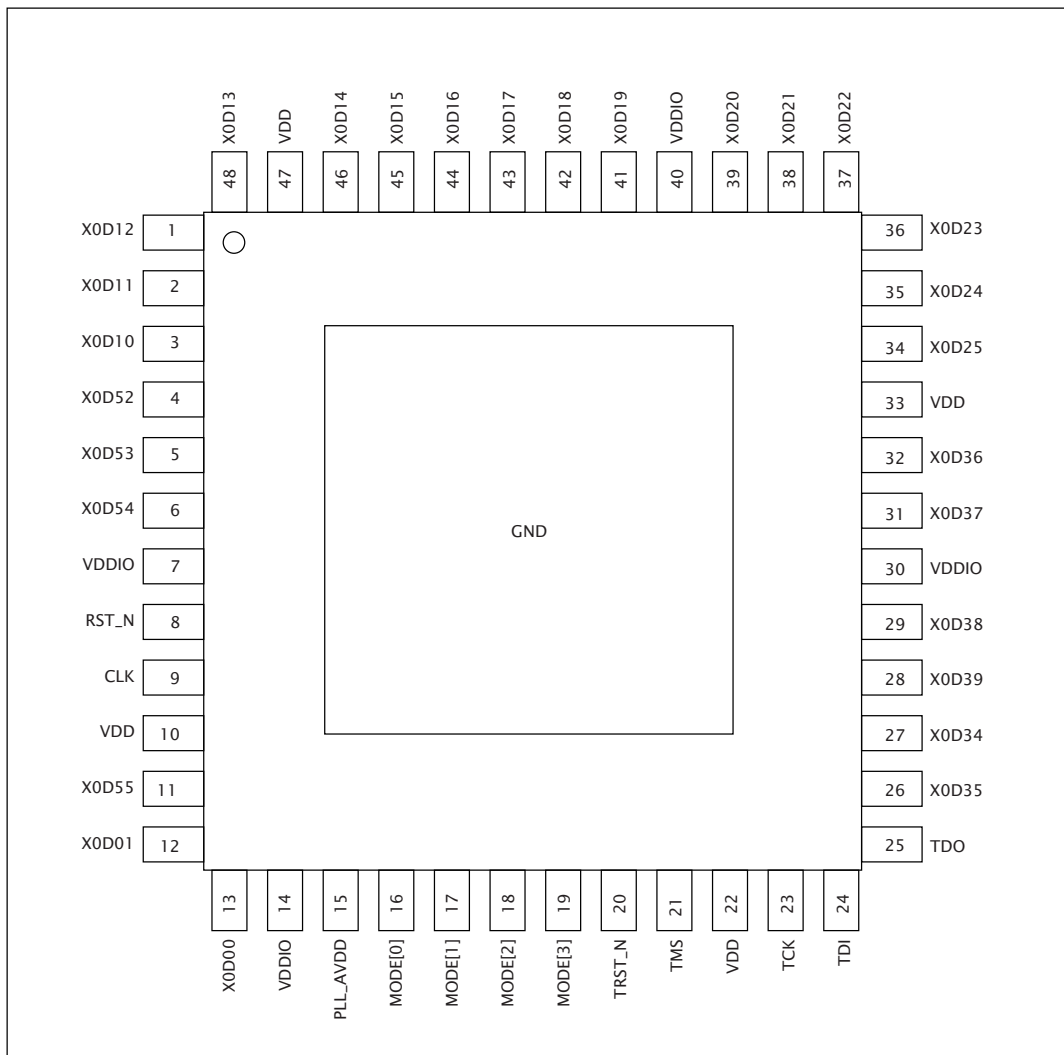 X0D13 VDD X0D14 X0D15 X0D16 X0D17 X0D18 X0D19 VDDIO X0D20 X0D21 X0D22
48 47 46 45 44 43 42 41 40 39 38 37
X0D12 1 36 X0D23
X0D11 2 35 X0D24
X0D10 3 34 X0D25
X0D52 4 33 VDD
X0D53 5 32 X0D36
X0D54 6 31 X0D37
GND
VDDIO 7 30 VDDIO
RST_N 8 29 X0D38
CLK 9 28 X0D39
VDD 10 27 X0D34
X0D55 11 26 X0D35
X0D01 12 25 TDO
13 14 15 16 17 18 19 20 21 22 23 24
X0D00 VDDIO PLL_AVDD MODE[0] MODE[1] MODE[2] MODE[3] TRST_N TMS VDD TCK TDI